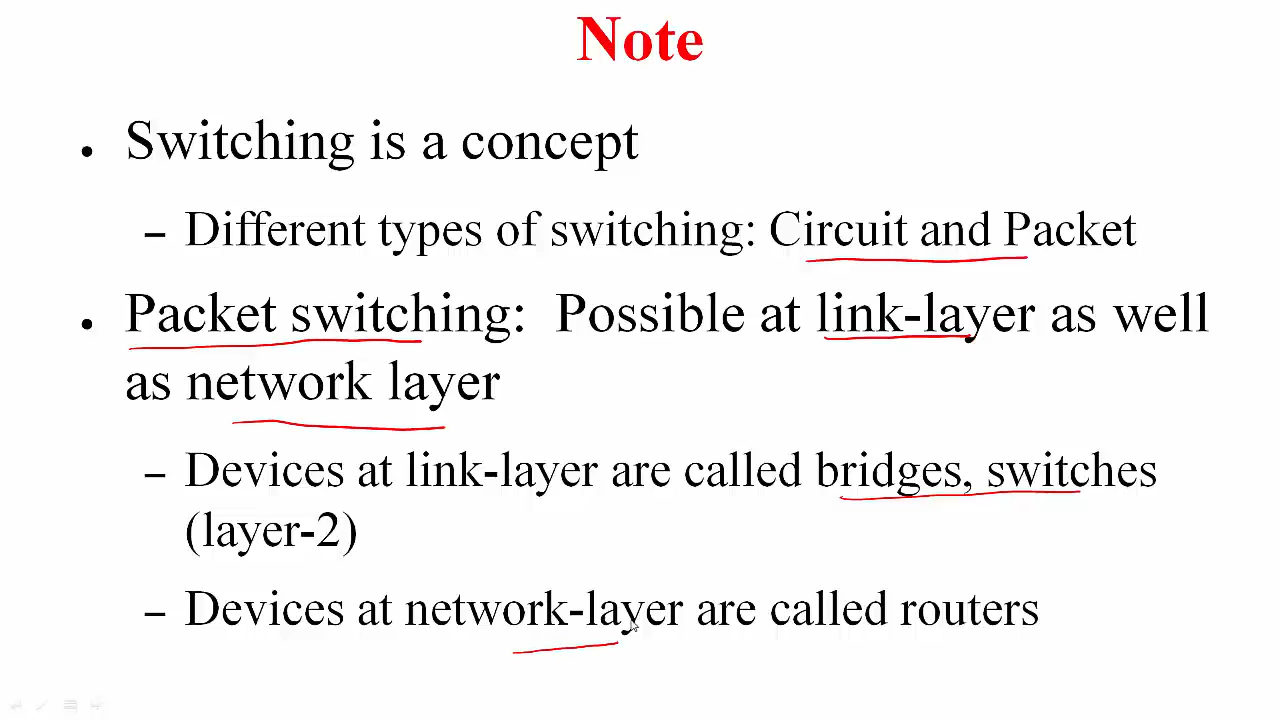 Note
• Switching is a concept
– Different types of switching: Circuit and Packet
• Packet switching: Possible at link-layer as well
as network layer
– Devices at link-layer are called bridges, switches
(layer-2)
– Devices at network-layer are called routers